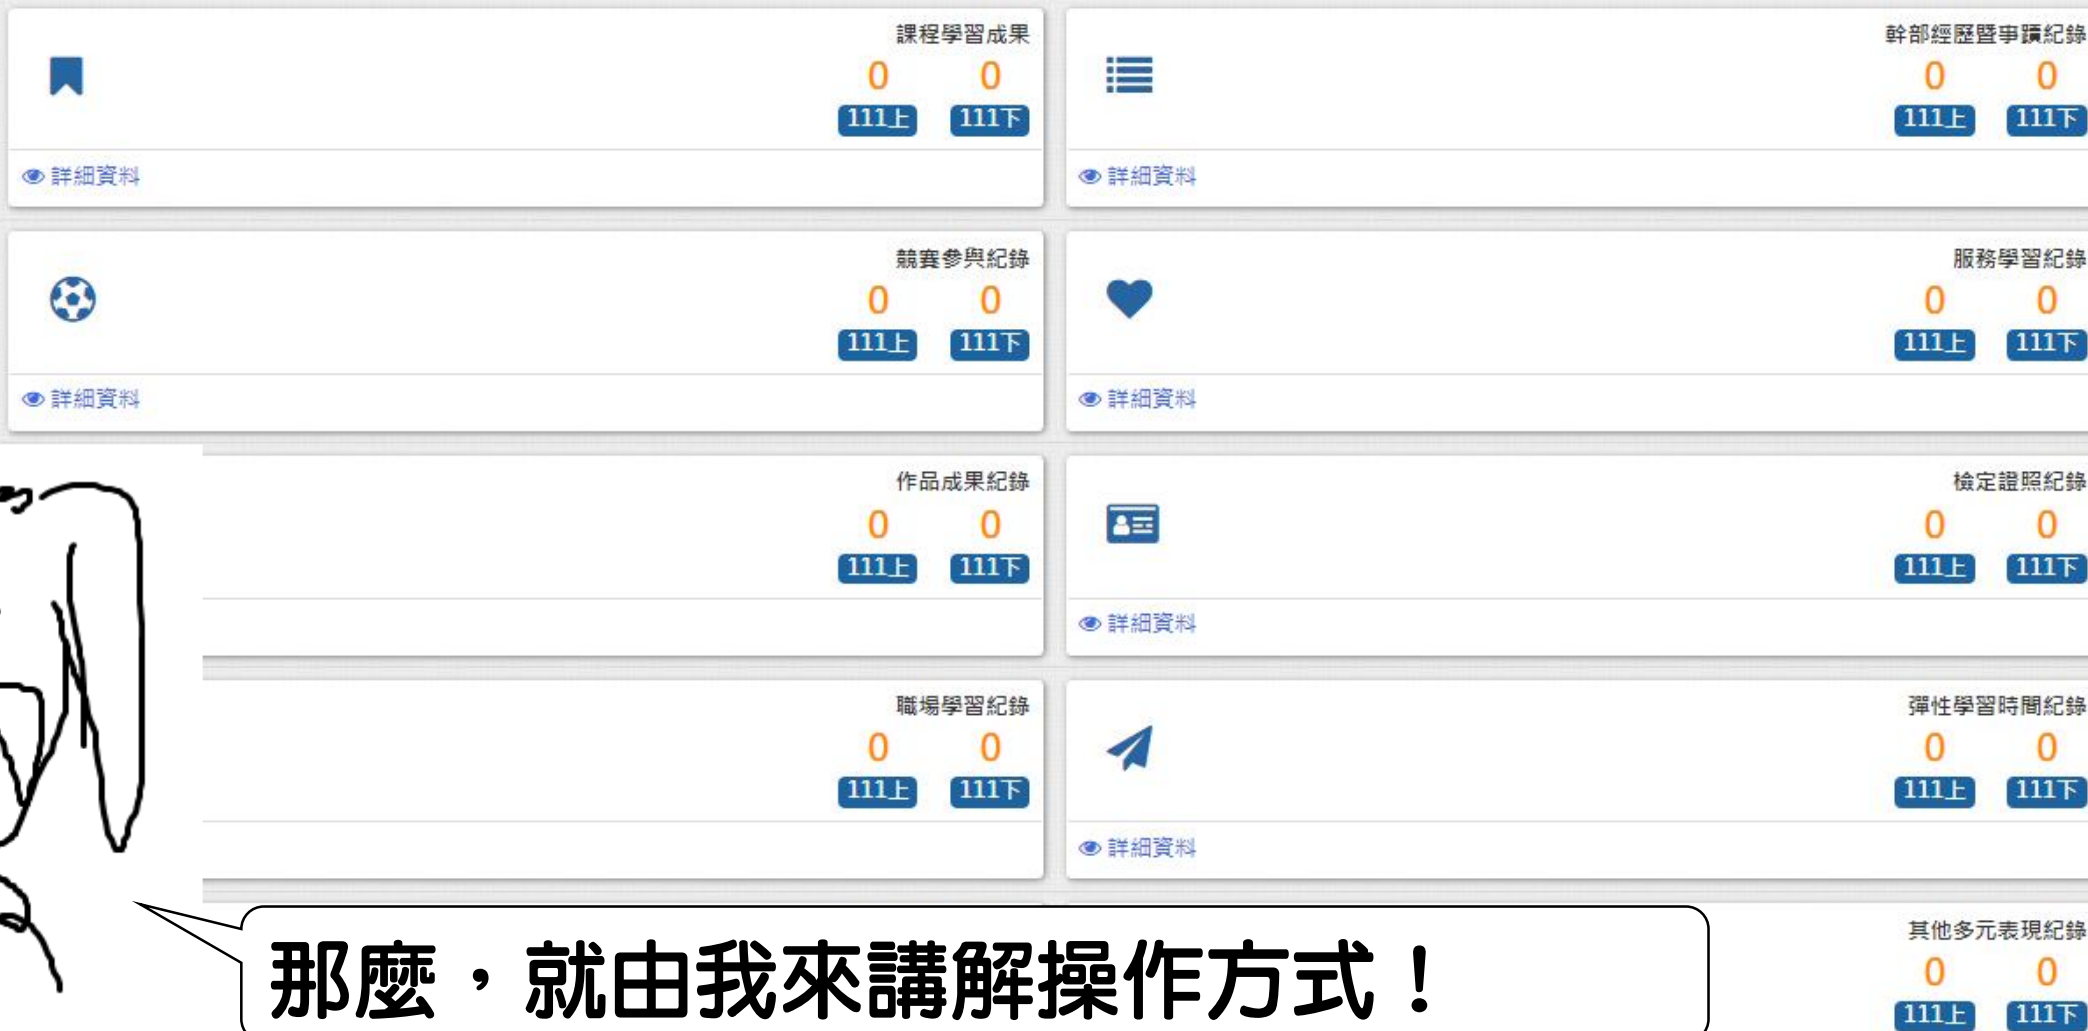 課程學習成果
0 0
111上 111下
詳細資料
幹部經歷暨事蹟紀錄
0 0
111上 111下
詳細資料
競賽參與紀錄
0 0
111上 111下
詳細資料
服務學習紀錄
0 0
111上 111下
詳細資料
作品成果紀錄
0 0
111上 111下
檢定證照紀錄
0 0
111上 111下
詳細資料
職場學習紀錄
0 0
111上 111下
彈性學習時間紀錄
0 0
111上 111下
詳細資料
其他多元表現紀錄
0 0
111上 111下
那麼，就由我來講解操作方式！